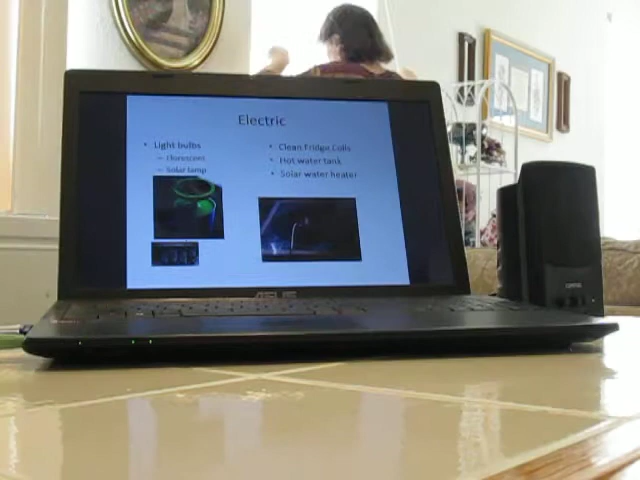 Electric
• Light bulbs
– Florescent
– Solar lamp
• Clean Fridge Coils
• Hot water tank
• Solar water heater
ASUS